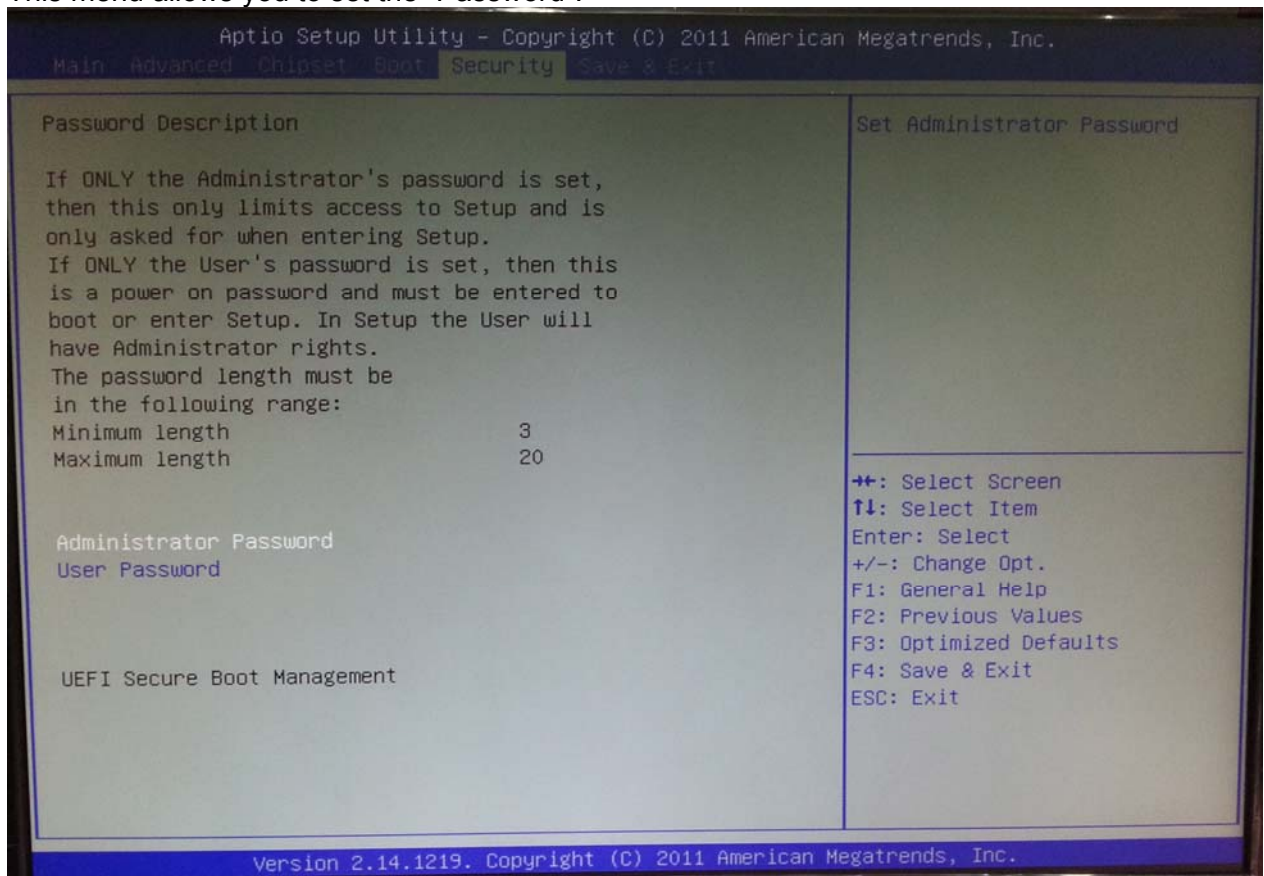 This menu allows you to set the "Password".
Aptio Setup Utility – Copyright (C) 2011 American Megatrends, Inc.
Main Advanced Chipset Boot Security Save & Exit
Password Description
If ONLY the Administrator's password is set,
then this only limits access to Setup and is
only asked for when entering Setup.
If ONLY the User's password is set, then this
is a power on password and must be entered to
boot or enter Setup. In Setup the User will
have Administrator rights.
The password length must be
in the following range:
Minimum length 3
Maximum length 20
Administrator Password
User Password
UEFI Secure Boot Management
Set Administrator Password
→←: Select Screen
↑↓: Select Item
Enter: Select
+/-: Change Opt.
F1: General Help
F2: Previous Values
F3: Optimized Defaults
F4: Save & Exit
ESC: Exit
Version 2.14.1219. Copyright (C) 2011 American Megatrends, Inc.